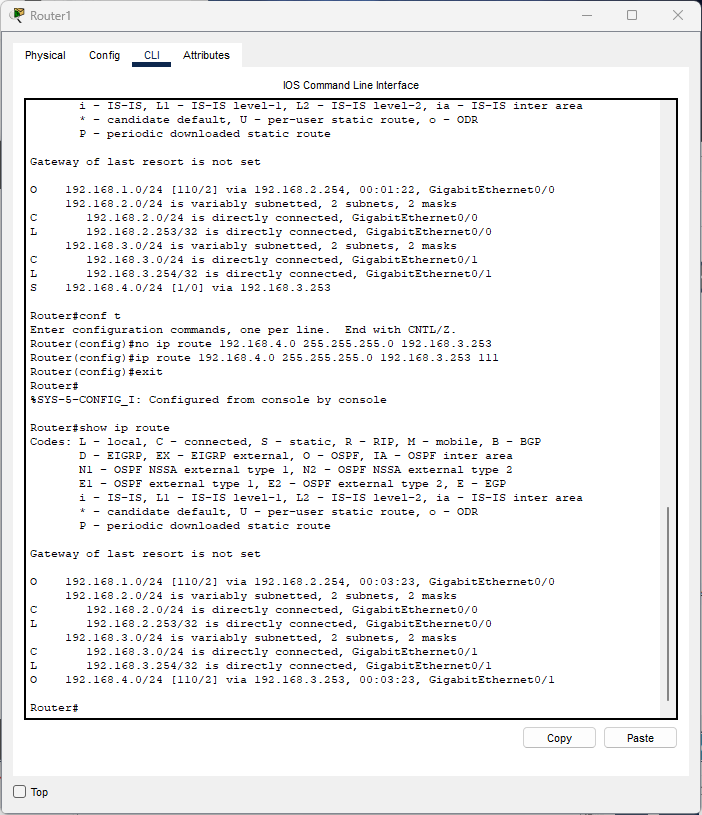 Router1
Physical Config CLI Attributes
IOS Command Line Interface
i - IS-IS, L1 - IS-IS level-1, L2 - IS-IS level-2, ia - IS-IS inter area
* - candidate default, U - per-user static route, o - ODR
P - periodic downloaded static route
Gateway of last resort is not set
O 192.168.1.0/24 [110/2] via 192.168.2.254, 00:01:22, GigabitEthernet0/0
192.168.2.0/24 is variably subnetted, 2 subnets, 2 masks
C 192.168.2.0/24 is directly connected, GigabitEthernet0/0
L 192.168.2.253/32 is directly connected, GigabitEthernet0/0
192.168.3.0/24 is variably subnetted, 2 subnets, 2 masks
C 192.168.3.0/24 is directly connected, GigabitEthernet0/1
L 192.168.3.254/32 is directly connected, GigabitEthernet0/1
S 192.168.4.0/24 [1/0] via 192.168.3.253
Router#conf t
Enter configuration commands, one per line. End with CNTL/Z.
Router(config)#no ip route 192.168.4.0 255.255.255.0 192.168.3.253
Router(config)#ip route 192.168.4.0 255.255.255.0 192.168.3.253 111
Router(config)#exit
Router#
%SYS-5-CONFIG_I: Configured from console by console
Router#show ip route
Codes: L - local, C - connected, S - static, R - RIP, M - mobile, B - BGP
D - EIGRP, EX - EIGRP external, O - OSPF, IA - OSPF inter area
N1 - OSPF NSSA external type 1, N2 - OSPF NSSA external type 2
E1 - OSPF external type 1, E2 - OSPF external type 2, E - EGP
i - IS-IS, L1 - IS-IS level-1, L2 - IS-IS level-2, ia - IS-IS inter area
* - candidate default, U - per-user static route, o - ODR
P - periodic downloaded static route
Gateway of last resort is not set
O 192.168.1.0/24 [110/2] via 192.168.2.254, 00:03:23, GigabitEthernet0/0
192.168.2.0/24 is variably subnetted, 2 subnets, 2 masks
C 192.168.2.0/24 is directly connected, GigabitEthernet0/0
L 192.168.2.253/32 is directly connected, GigabitEthernet0/0
192.168.3.0/24 is variably subnetted, 2 subnets, 2 masks
C 192.168.3.0/24 is directly connected, GigabitEthernet0/1
L 192.168.3.254/32 is directly connected, GigabitEthernet0/1
O 192.168.4.0/24 [110/2] via 192.168.3.253, 00:03:23, GigabitEthernet0/1
Router#
Copy Paste
Top